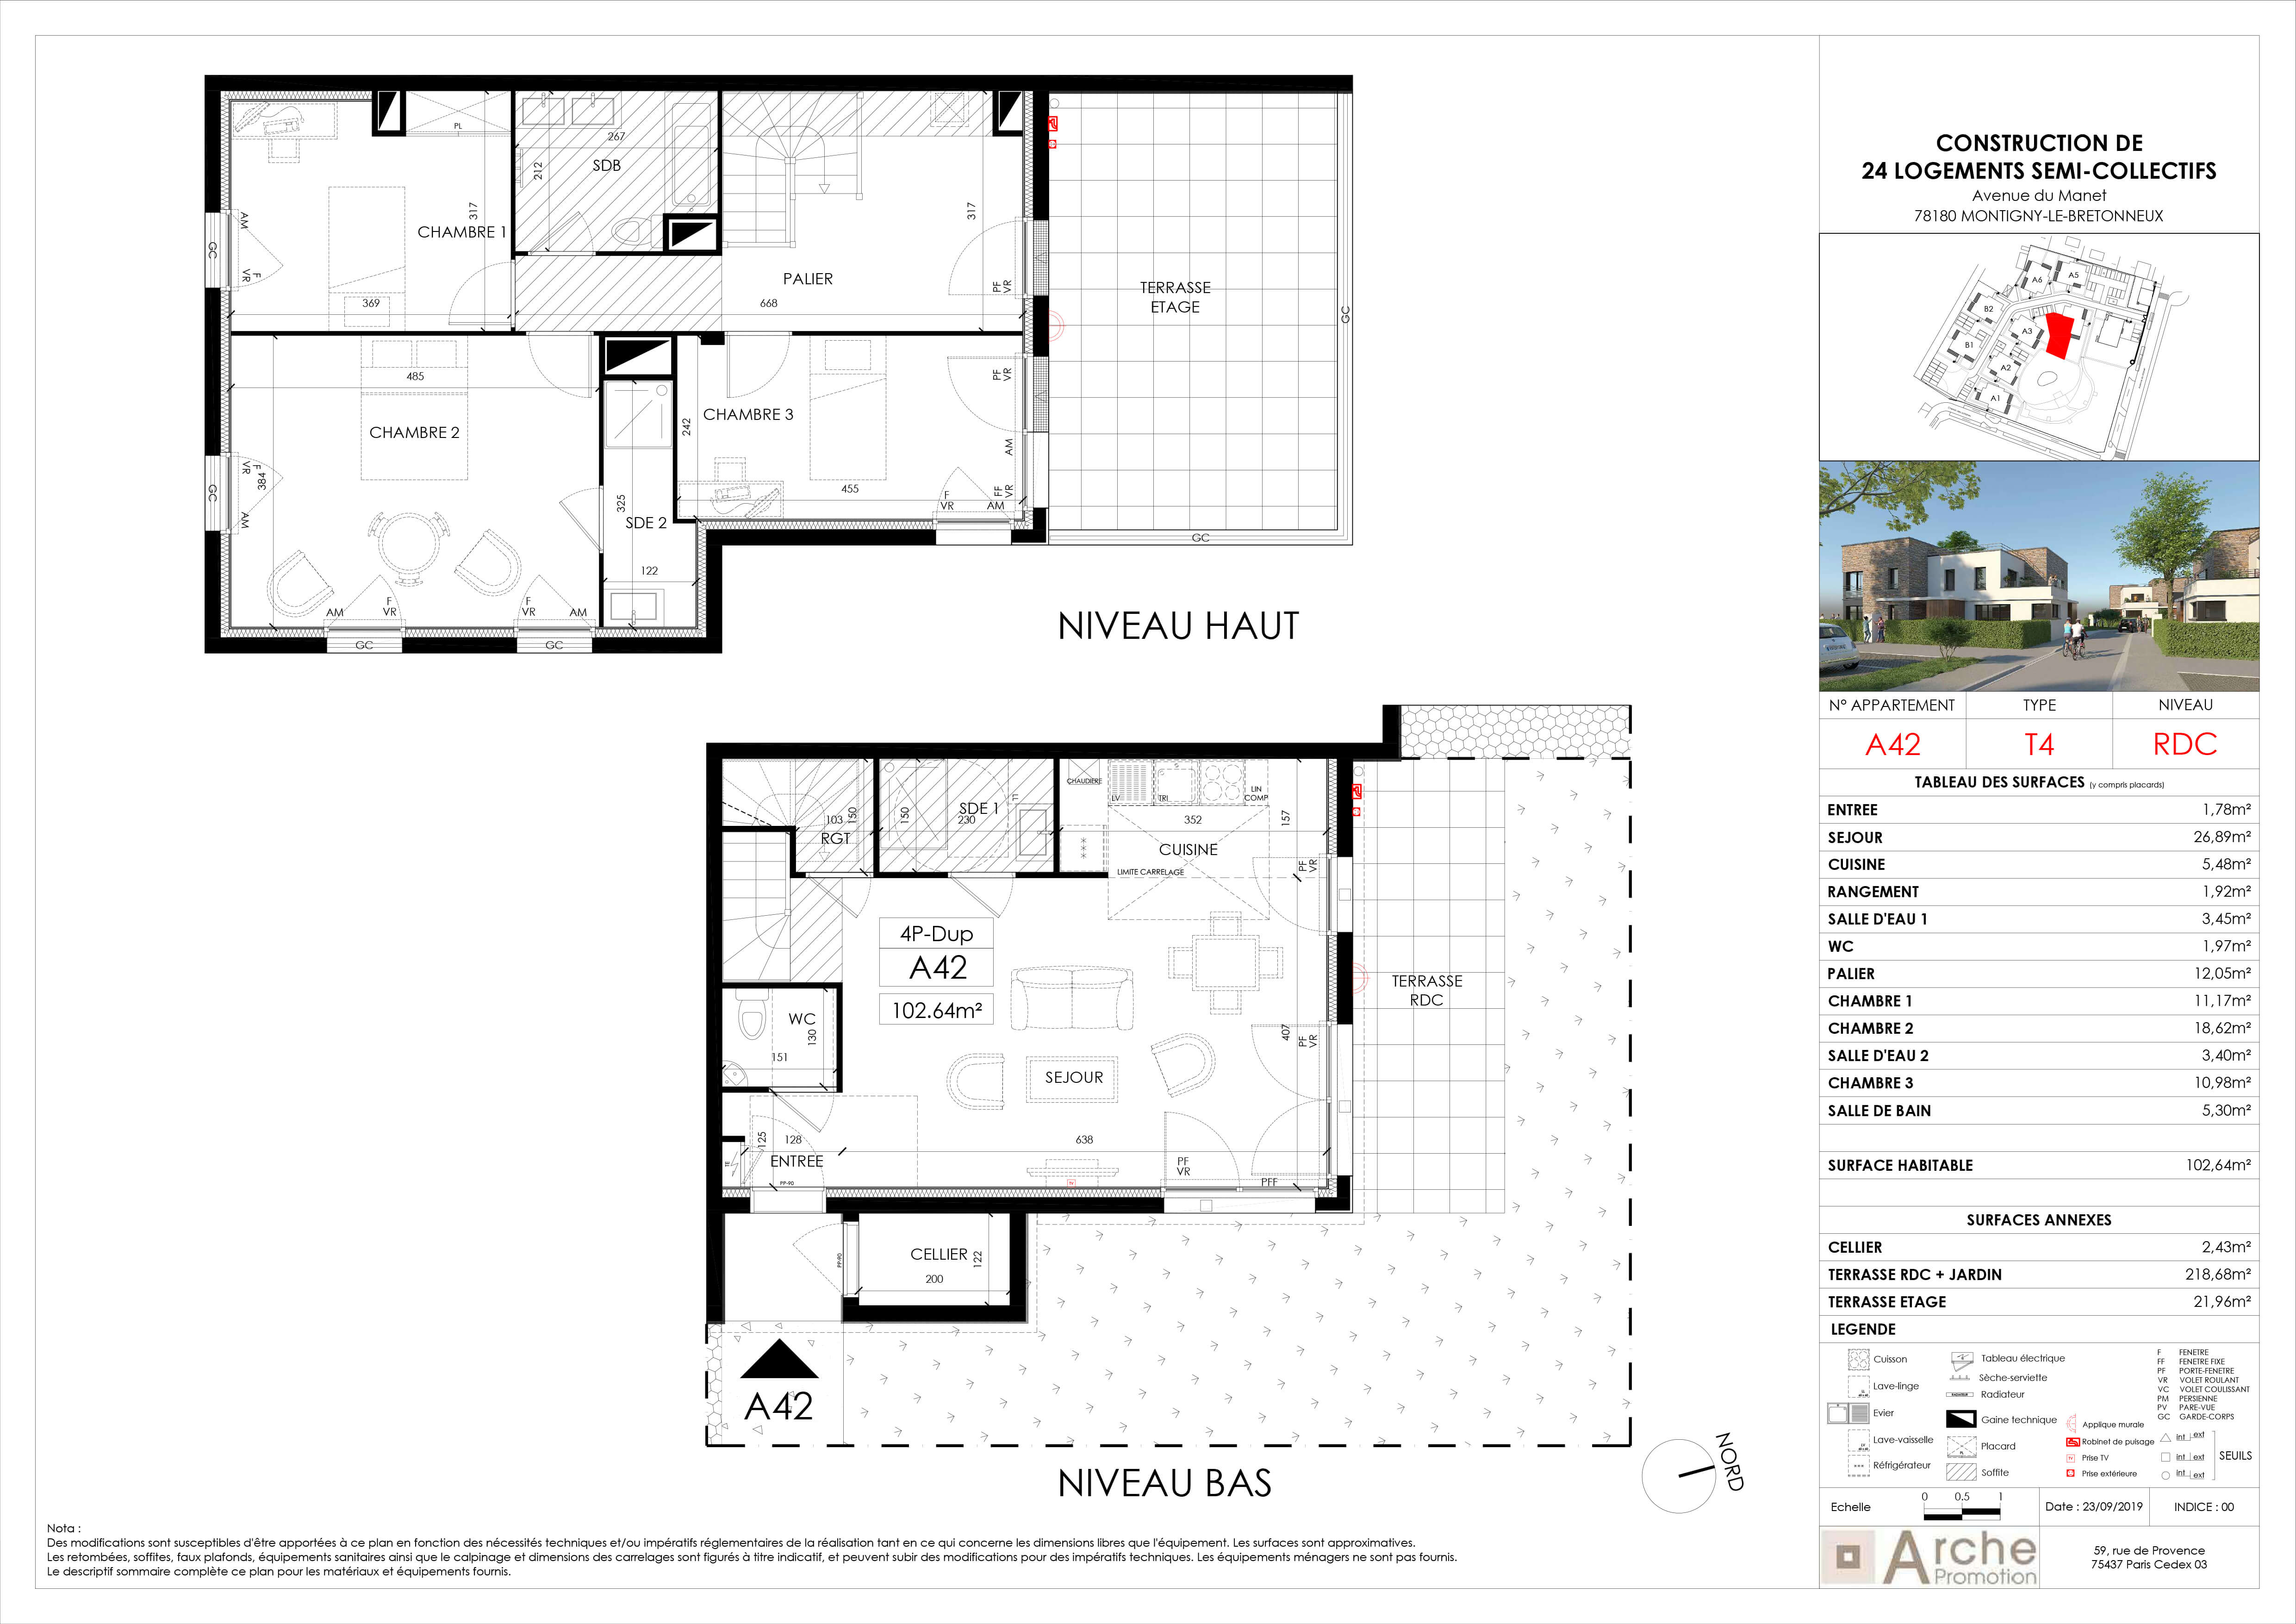 PL
267
SDB
212
317
CHAMBRE 1
AM
GC
F
VR
369
317
PALIER
668
PF
VR
TERRASSE
ETAGE
GC
485
CHAMBRE 2
F
VR
384
GC
AM
242
CHAMBRE 3
PF
VR
AM
455
FF
VR
F
VR
AM
325
SDE 2
122
GC
AM
F
VR
F
VR
AM
GC
GC
NIVEAU HAUT
CHAUDIERE
LV
TRI
LIN
COMP
103
150
RGT
150
SDE 1
230
352
157
CUISINE
LIMITE CARRELAGE
PF
VR
4P-Dup
A42
102.64m²
TERRASSE
RDC
WC
130
151
407
PF
VR
SEJOUR
125
128
638
ENTREE
PP-90
TV
PF
VR
PFF
PP-90
CELLIER
122
200
A42
NIVEAU BAS
NORD
Nota :
Des modifications sont susceptibles d'être apportées à ce plan en fonction des nécessités techniques et/ou impératifs réglementaires de la réalisation tant en ce qui concerne les dimensions libres que l'équipement. Les surfaces sont approximatives.
Les retombées, soffites, faux plafonds, équipements sanitaires ainsi que le calpinage et dimensions des carrelages sont figurés à titre indicatif, et peuvent subir des modifications pour des impératifs techniques. Les équipements ménagers ne sont pas fournis.
Le descriptif sommaire complète ce plan pour les matériaux et équipements fournis.
CONSTRUCTION DE
24 LOGEMENTS SEMI-COLLECTIFS
Avenue du Manet
78180 MONTIGNY-LE-BRETONNEUX
A6
A5
B2
A3
B1
A2
A1
N° APPARTEMENT TYPE NIVEAU
A42 T4 RDC
TABLEAU DES SURFACES (y compris placards)
ENTREE 1,78m²
SEJOUR 26,89m²
CUISINE 5,48m²
RANGEMENT 1,92m²
SALLE D'EAU 1 3,45m²
WC 1,97m²
PALIER 12,05m²
CHAMBRE 1 11,17m²
CHAMBRE 2 18,62m²
SALLE D'EAU 2 3,40m²
CHAMBRE 3 10,98m²
SALLE DE BAIN 5,30m²
SURFACE HABITABLE 102,64m²
SURFACES ANNEXES
CELLIER 2,43m²
TERRASSE RDC + JARDIN 218,68m²
TERRASSE ETAGE 21,96m²
LEGENDE
Cuisson
Lave-linge
Evier
Lave-vaisselle
Réfrigérateur
Tableau électrique
Sèche-serviette
Radiateur
Gaine technique
Placard
Soffite
Applique murale
Robinet de puisage
Prise TV
Prise extérieure
F FENETRE
FF FENETRE FIXE
PF PORTE-FENETRE
VR VOLET ROULANT
VC VOLET COULISSANT
PM PERSIENNE
PV PARE-VUE
GC GARDE-CORPS
int ext
int ext
int ext
SEUILS
Echelle
0 0.5 1
Date : 23/09/2019
INDICE : 00
Arche
Promotion
59, rue de Provence
75437 Paris Cedex 03